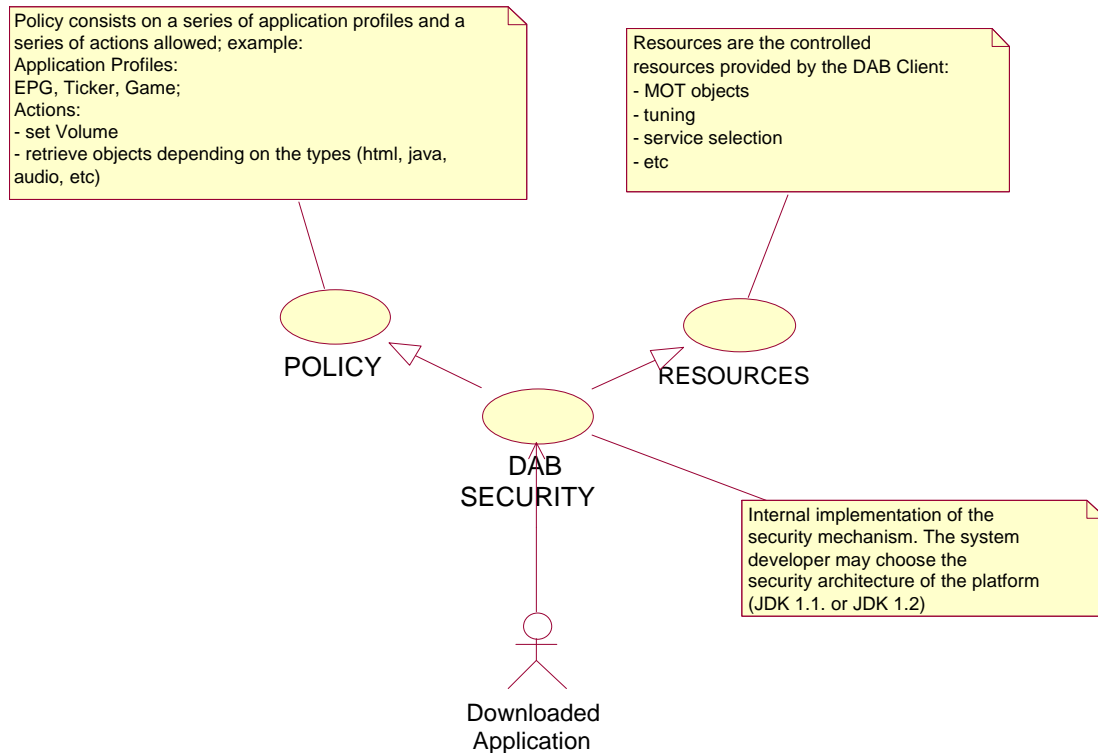 Policy consists on a series of application profiles and a
series of actions allowed; example:
Application Profiles:
EPG, Ticker, Game;
Actions:
- set Volume
- retrieve objects depending on the types (html, java,
audio, etc)
Resources are the controlled
resources provided by the DAB Client:
- MOT objects
- tuning
- service selection
- etc
POLICY
RESOURCES
DAB
SECURITY
Internal implementation of the
security mechanism. The system
developer may choose the
security architecture of the platform
(JDK 1.1. or JDK 1.2)
Downloaded
Application